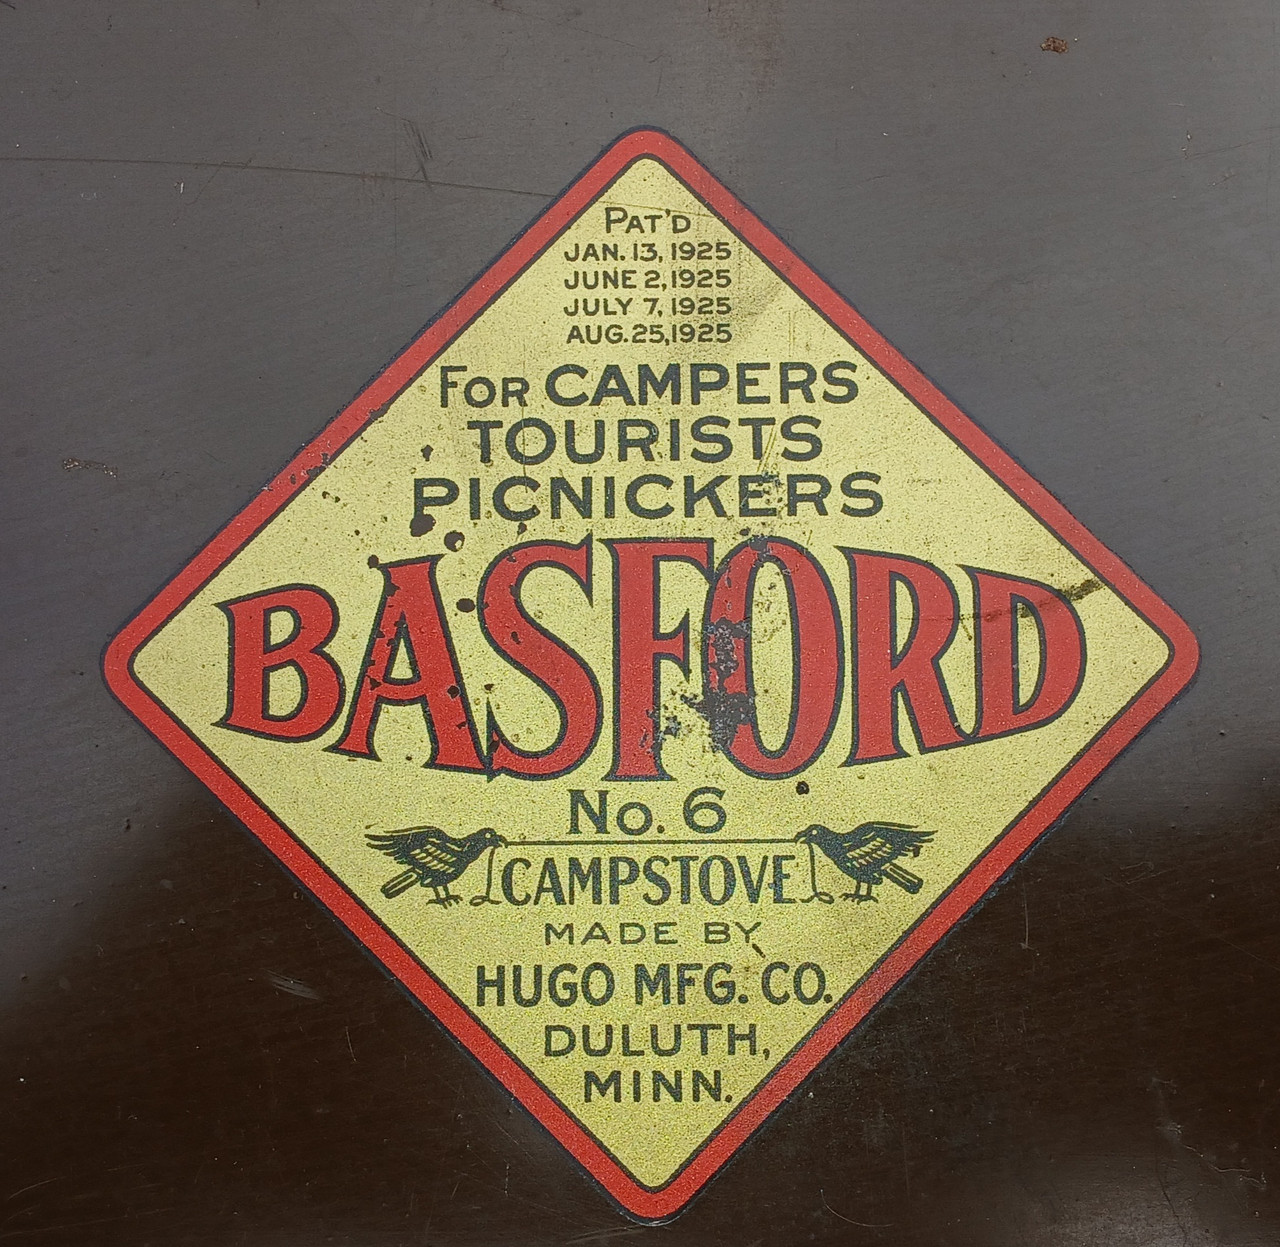 PAT'D
JAN. 13, 1925
JUNE 2, 1925
JULY 7, 1925
AUG. 25, 1925
FOR CAMPERS
TOURISTS
PICNICKERS
BASFORD
No. 6
CAMPSTOVE
MADE BY
HUGO MFG. CO.
DULUTH,
MINN.